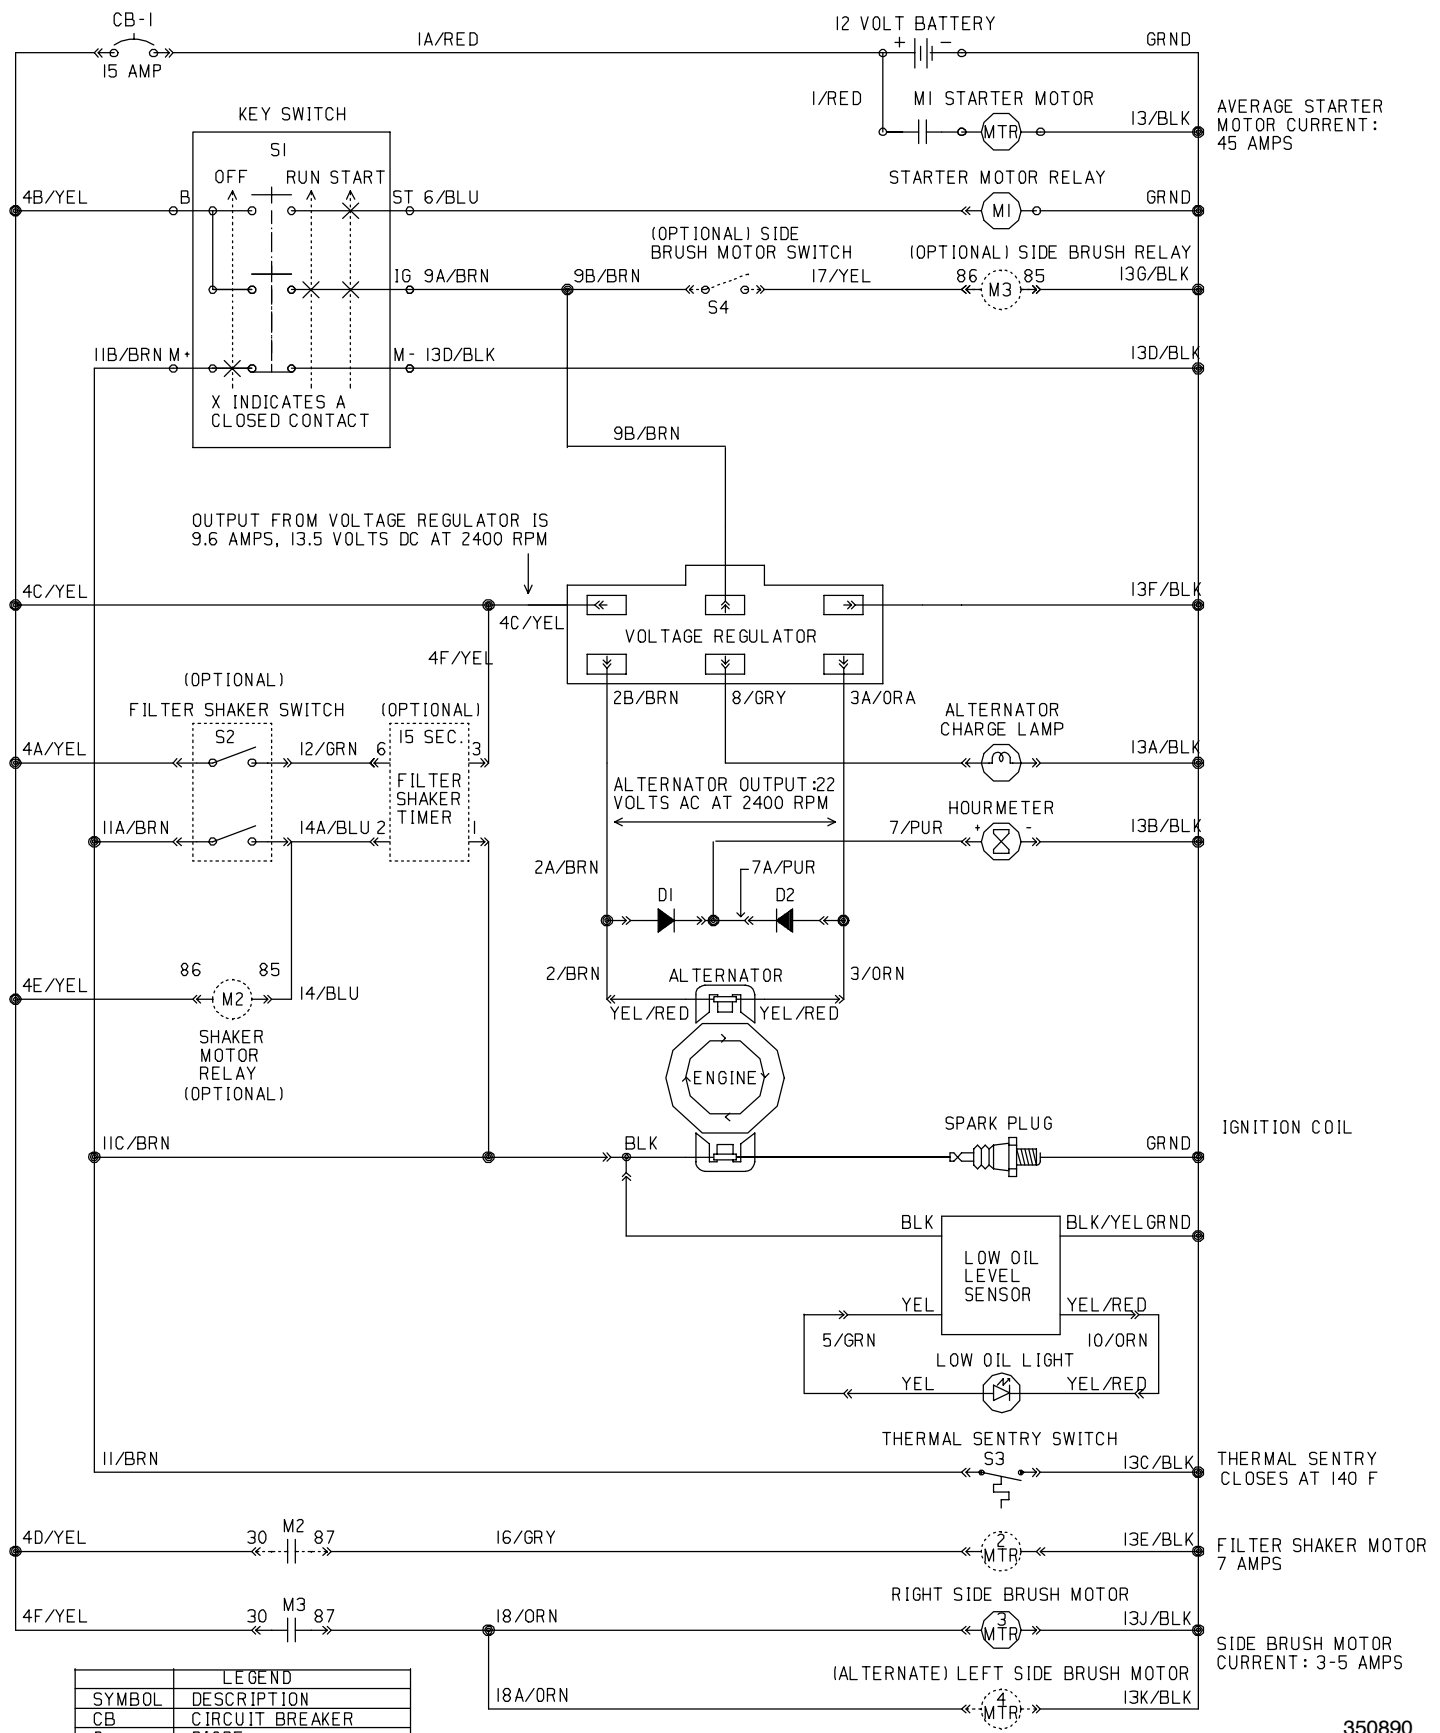 CB-1
12 VOLT BATTERY
1A/RED
+
-
GRND
15 AMP
1/RED
M1 STARTER MOTOR
MTR
13/BLK
AVERAGE STARTER
MOTOR CURRENT:
45 AMPS
KEY SWITCH
S1
OFF
RUN START
4B/YEL
B
ST 6/BLU
STARTER MOTOR RELAY
M1
GRND
(OPTIONAL) SIDE
BRUSH MOTOR SWITCH
(OPTIONAL) SIDE BRUSH RELAY
IG 9A/BRN
9B/BRN
S4
17/YEL
86
M3
85
13G/BLK
11B/BRN M+
M- 13D/BLK
13D/BLK
X INDICATES A
CLOSED CONTACT
9B/BRN
OUTPUT FROM VOLTAGE REGULATOR IS
9.6 AMPS, 13.5 VOLTS DC AT 2400 RPM
4C/YEL
4C/YEL
13F/BLK
VOLTAGE REGULATOR
4F/YEL
(OPTIONAL)
FILTER SHAKER SWITCH
(OPTIONAL)
2B/BRN
8/GRY
3A/ORA
ALTERNATOR
CHARGE LAMP
4A/YEL
S2
12/GRN
6
15 SEC.
3
FILTER
SHAKER
TIMER
13A/BLK
ALTERNATOR OUTPUT:22
VOLTS AC AT 2400 RPM
HOURMETER
11A/BRN
14A/BLU
2
1
7/PUR
+
-
13B/BLK
2A/BRN
7A/PUR
D1
D2
86
85
2/BRN
ALTERNATOR
3/ORN
4E/YEL
M2
14/BLU
YEL/RED
YEL/RED
SHAKER
MOTOR
RELAY
(OPTIONAL)
ENGINE
SPARK PLUG
IGNITION COIL
11C/BRN
BLK
GRND
BLK
BLK/YEL
GRND
LOW OIL
LEVEL
SENSOR
YEL
YEL/RED
5/GRN
10/ORN
LOW OIL LIGHT
YEL
YEL/RED
THERMAL SENTRY SWITCH
11/BRN
S3
13C/BLK
THERMAL SENTRY
CLOSES AT 140 F
4D/YEL
30
M2
87
16/GRY
2
MTR
13E/BLK
FILTER SHAKER MOTOR
7 AMPS
RIGHT SIDE BRUSH MOTOR
4F/YEL
30
M3
87
18/ORN
3
MTR
13J/BLK
SIDE BRUSH MOTOR
CURRENT: 3-5 AMPS
(ALTERNATE) LEFT SIDE BRUSH MOTOR
18A/ORN
4
MTR
13K/BLK
LEGEND
SYMBOL DESCRIPTION
CB CIRCUIT BREAKER
350890